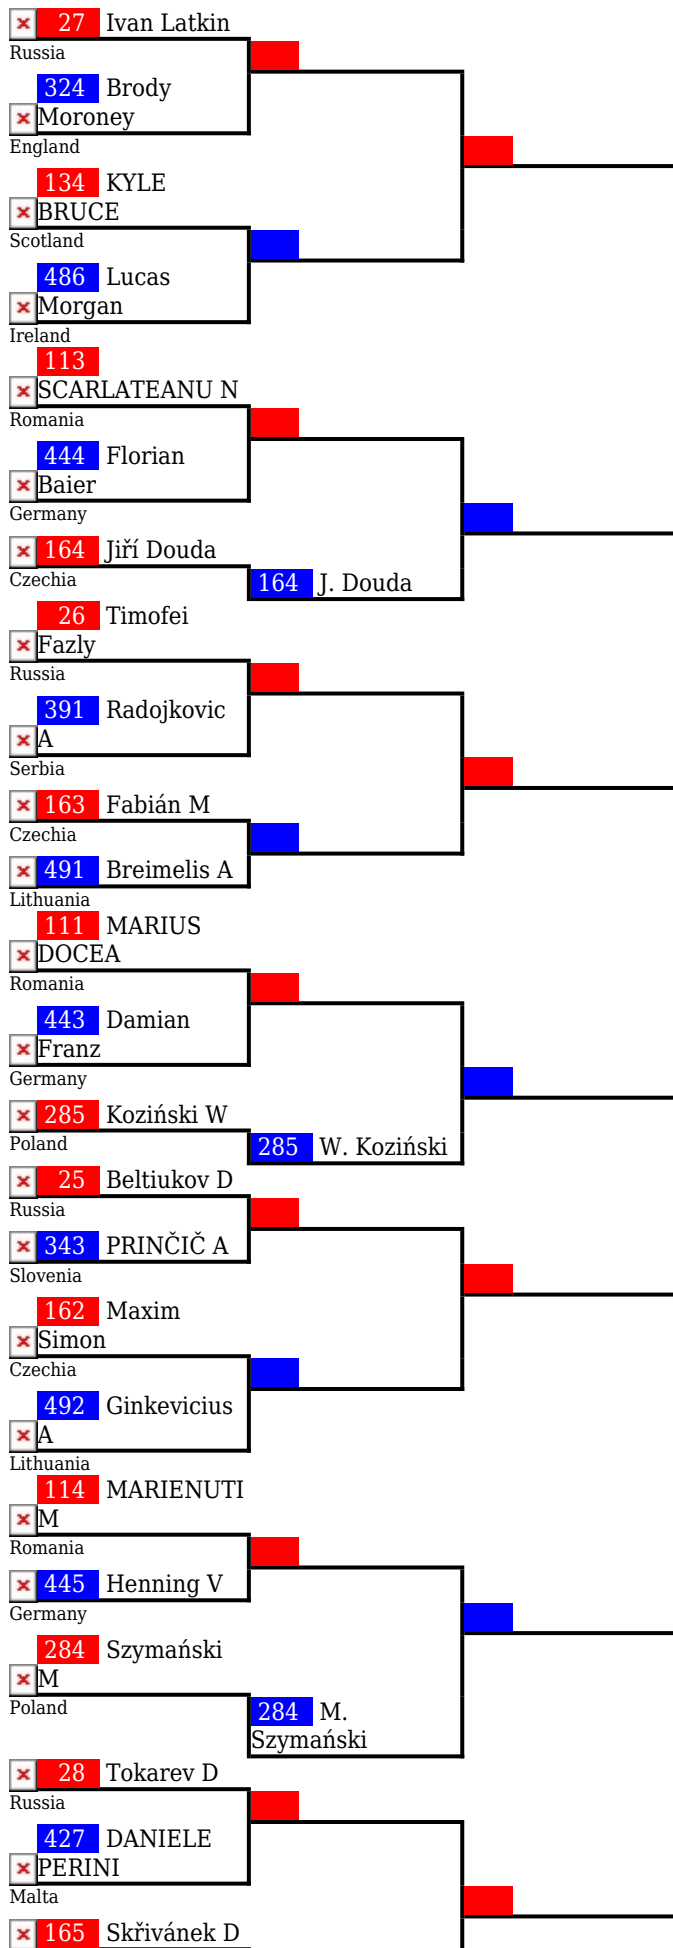 27 Ivan Latkin
Russia
324 Brody
Moroney
England
134 KYLE
BRUCE
Scotland
486 Lucas
Morgan
Ireland
113
SCARLATEANU N
Romania
444 Florian
Baier
Germany
164 Jiří Douda
Czechia
164 J. Douda
26 Timofei
Fazly
Russia
391 Radojkovic
A
Serbia
163 Fabián M
Czechia
491 Breimelis A
Lithuania
111 MARIUS
DOCEA
Romania
443 Damian
Franz
Germany
285 Koziński W
Poland
285 W. Koziński
25 Beltiukov D
Russia
343 PRINČIČ A
Slovenia
162 Maxim
Simon
Czechia
492 Ginkevicius
A
Lithuania
114 MARIENUTI
M
Romania
445 Henning V
Germany
284 Szymański
M
Poland
284 M.
Szymański
28 Tokarev D
Russia
427 DANIELE
PERINI
Malta
165 Skřivánek D